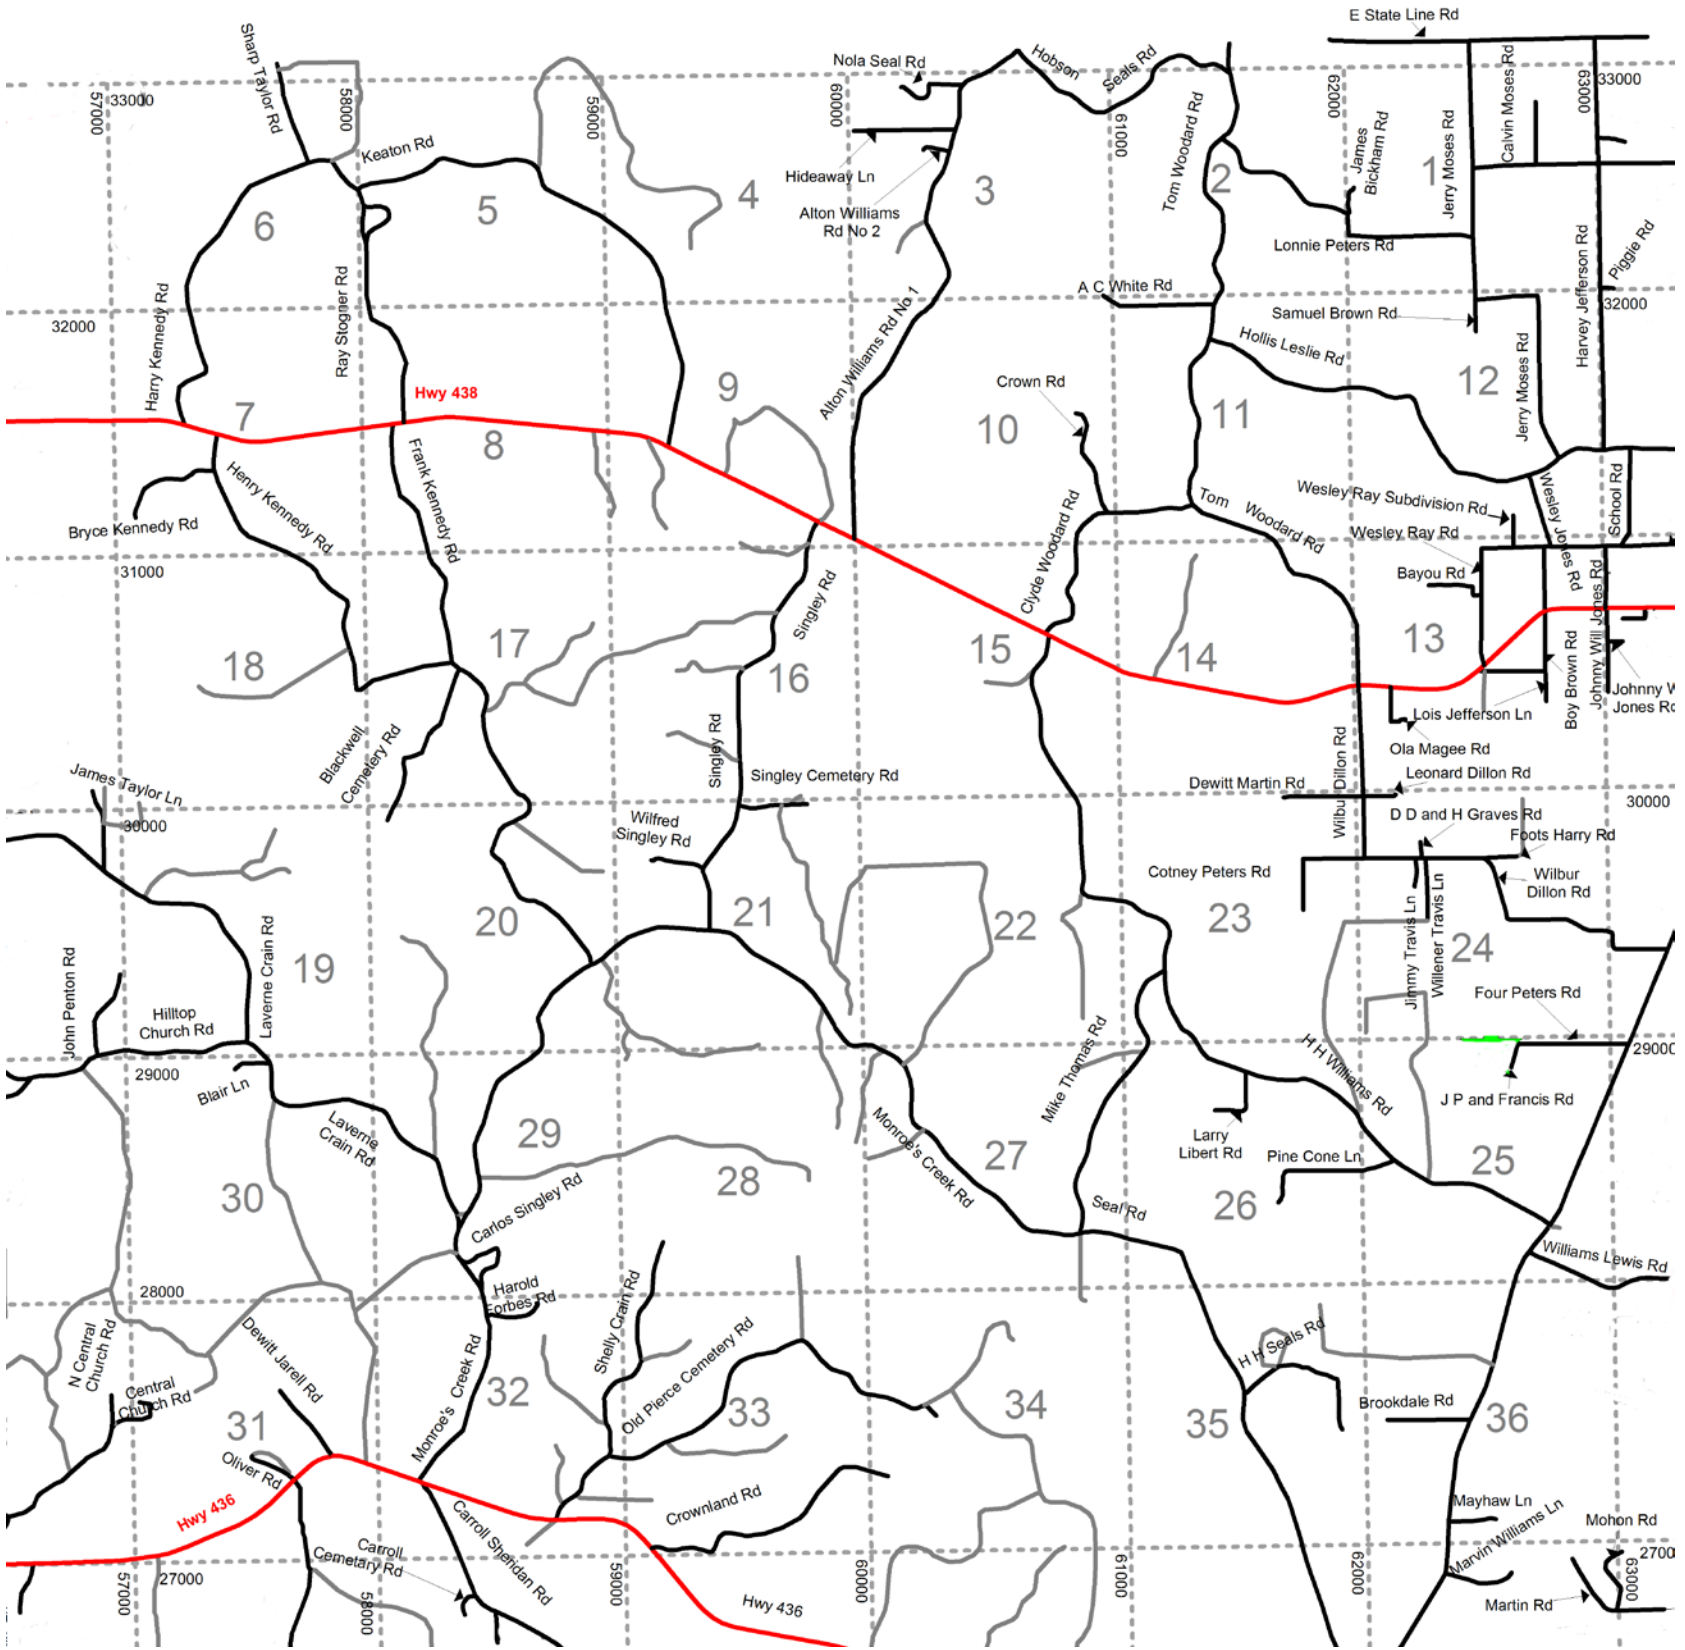 E State Line Rd
Sharp Taylor Rd
Nola Seal Rd
Hobson
Seals Rd
57000
33000
58000
59000
60000
61000
62000
63000
33000
Keaton Rd
Tom Woodard Rd
James
Bickham Rd
Jerry Moses Rd
Calvin Moses Rd
Hideaway Ln
Alton Williams
Rd No 2
6
5
4
3
2
1
Lonnie Peters Rd
Harvey Jefferson Rd
Piggie Rd
Harry Kennedy Rd
Ray Stogner Rd
32000
Alton Williams Rd No 1
A C White Rd
Samuel Brown Rd
32000
Hollis Leslie Rd
Jerry Moses Rd
Hwy 438
Crown Rd
7
8
9
10
11
12
Henry Kennedy Rd
Frank Kennedy Rd
Bryce Kennedy Rd
31000
Clyde Woodard Rd
Tom
Woodard Rd
Wesley Ray Subdivision Rd
Wesley Ray Rd
Wesley Jones Rd
School Rd
Bayou Rd
Singley Rd
18
17
16
15
14
13
Boy Brown Rd
Johnny Will Jones Rd
Johnny W
Jones Rd
Lois Jefferson Ln
Ola Magee Rd
Blackwell
Cemetery Rd
Singley Rd
Singley Cemetery Rd
Wilbur Dillon Rd
Dewitt Martin Rd
Leonard Dillon Rd
30000
James Taylor Ln
30000
Wilfred
Singley Rd
D D and H Graves Rd
Foots Harry Rd
Cotney Peters Rd
Wilbur
Dillon Rd
Jimmy Travis Ln
Willener Travis Ln
19
20
21
22
23
24
John Penton Rd
Hilltop
Church Rd
Laverne Crain Rd
Four Peters Rd
29000
29000
Blair Ln
Mike Thomas Rd
H H Williams Rd
J P and Francis Rd
Laverne
Crain Rd
Monroe's Creek Rd
Larry
Libert Rd
Pine Cone Ln
30
29
28
27
26
25
Carlos Singley Rd
Seal Rd
Williams Lewis Rd
28000
Harold
Forbes Rd
Shelly Crain Rd
N Central
Church Rd
Dewitt Jarell Rd
Old Pierce Cemetery Rd
H H Seals Rd
Central
Church Rd
Monroe's Creek Rd
Brookdale Rd
31
32
33
34
35
36
Oliver Rd
Hwy 436
Crownland Rd
Mayhaw Ln
Marvin Williams Ln
Mohon Rd
Carroll
Cemetary Rd
Carroll Sheridan Rd
Hwy 436
Martin Rd
57000
27000
58000
59000
60000
61000
62000
63000
2700